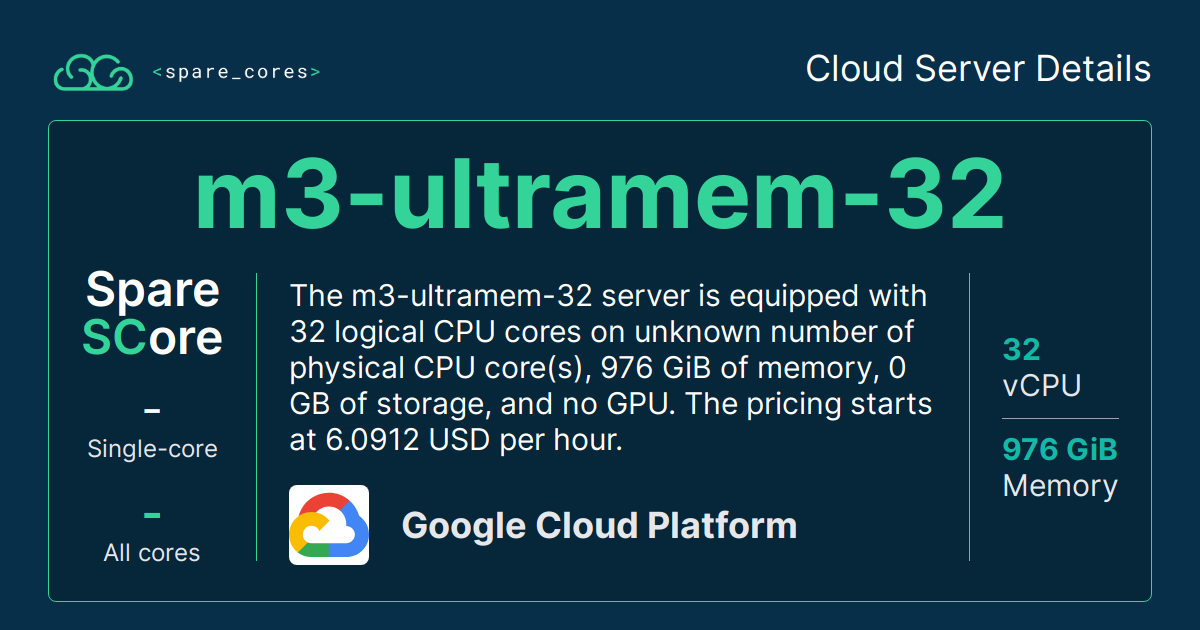 <spare_cores>
Cloud Server Details
m3-ultramem-32
Spare
SCore
-
Single-core
-
All cores
The m3-ultramem-32 server is equipped with
32 logical CPU cores on unknown number of
physical CPU core(s), 976 GiB of memory, 0
GB of storage, and no GPU. The pricing starts
at 6.0912 USD per hour.
Google Cloud Platform
32
vCPU
976 GiB
Memory